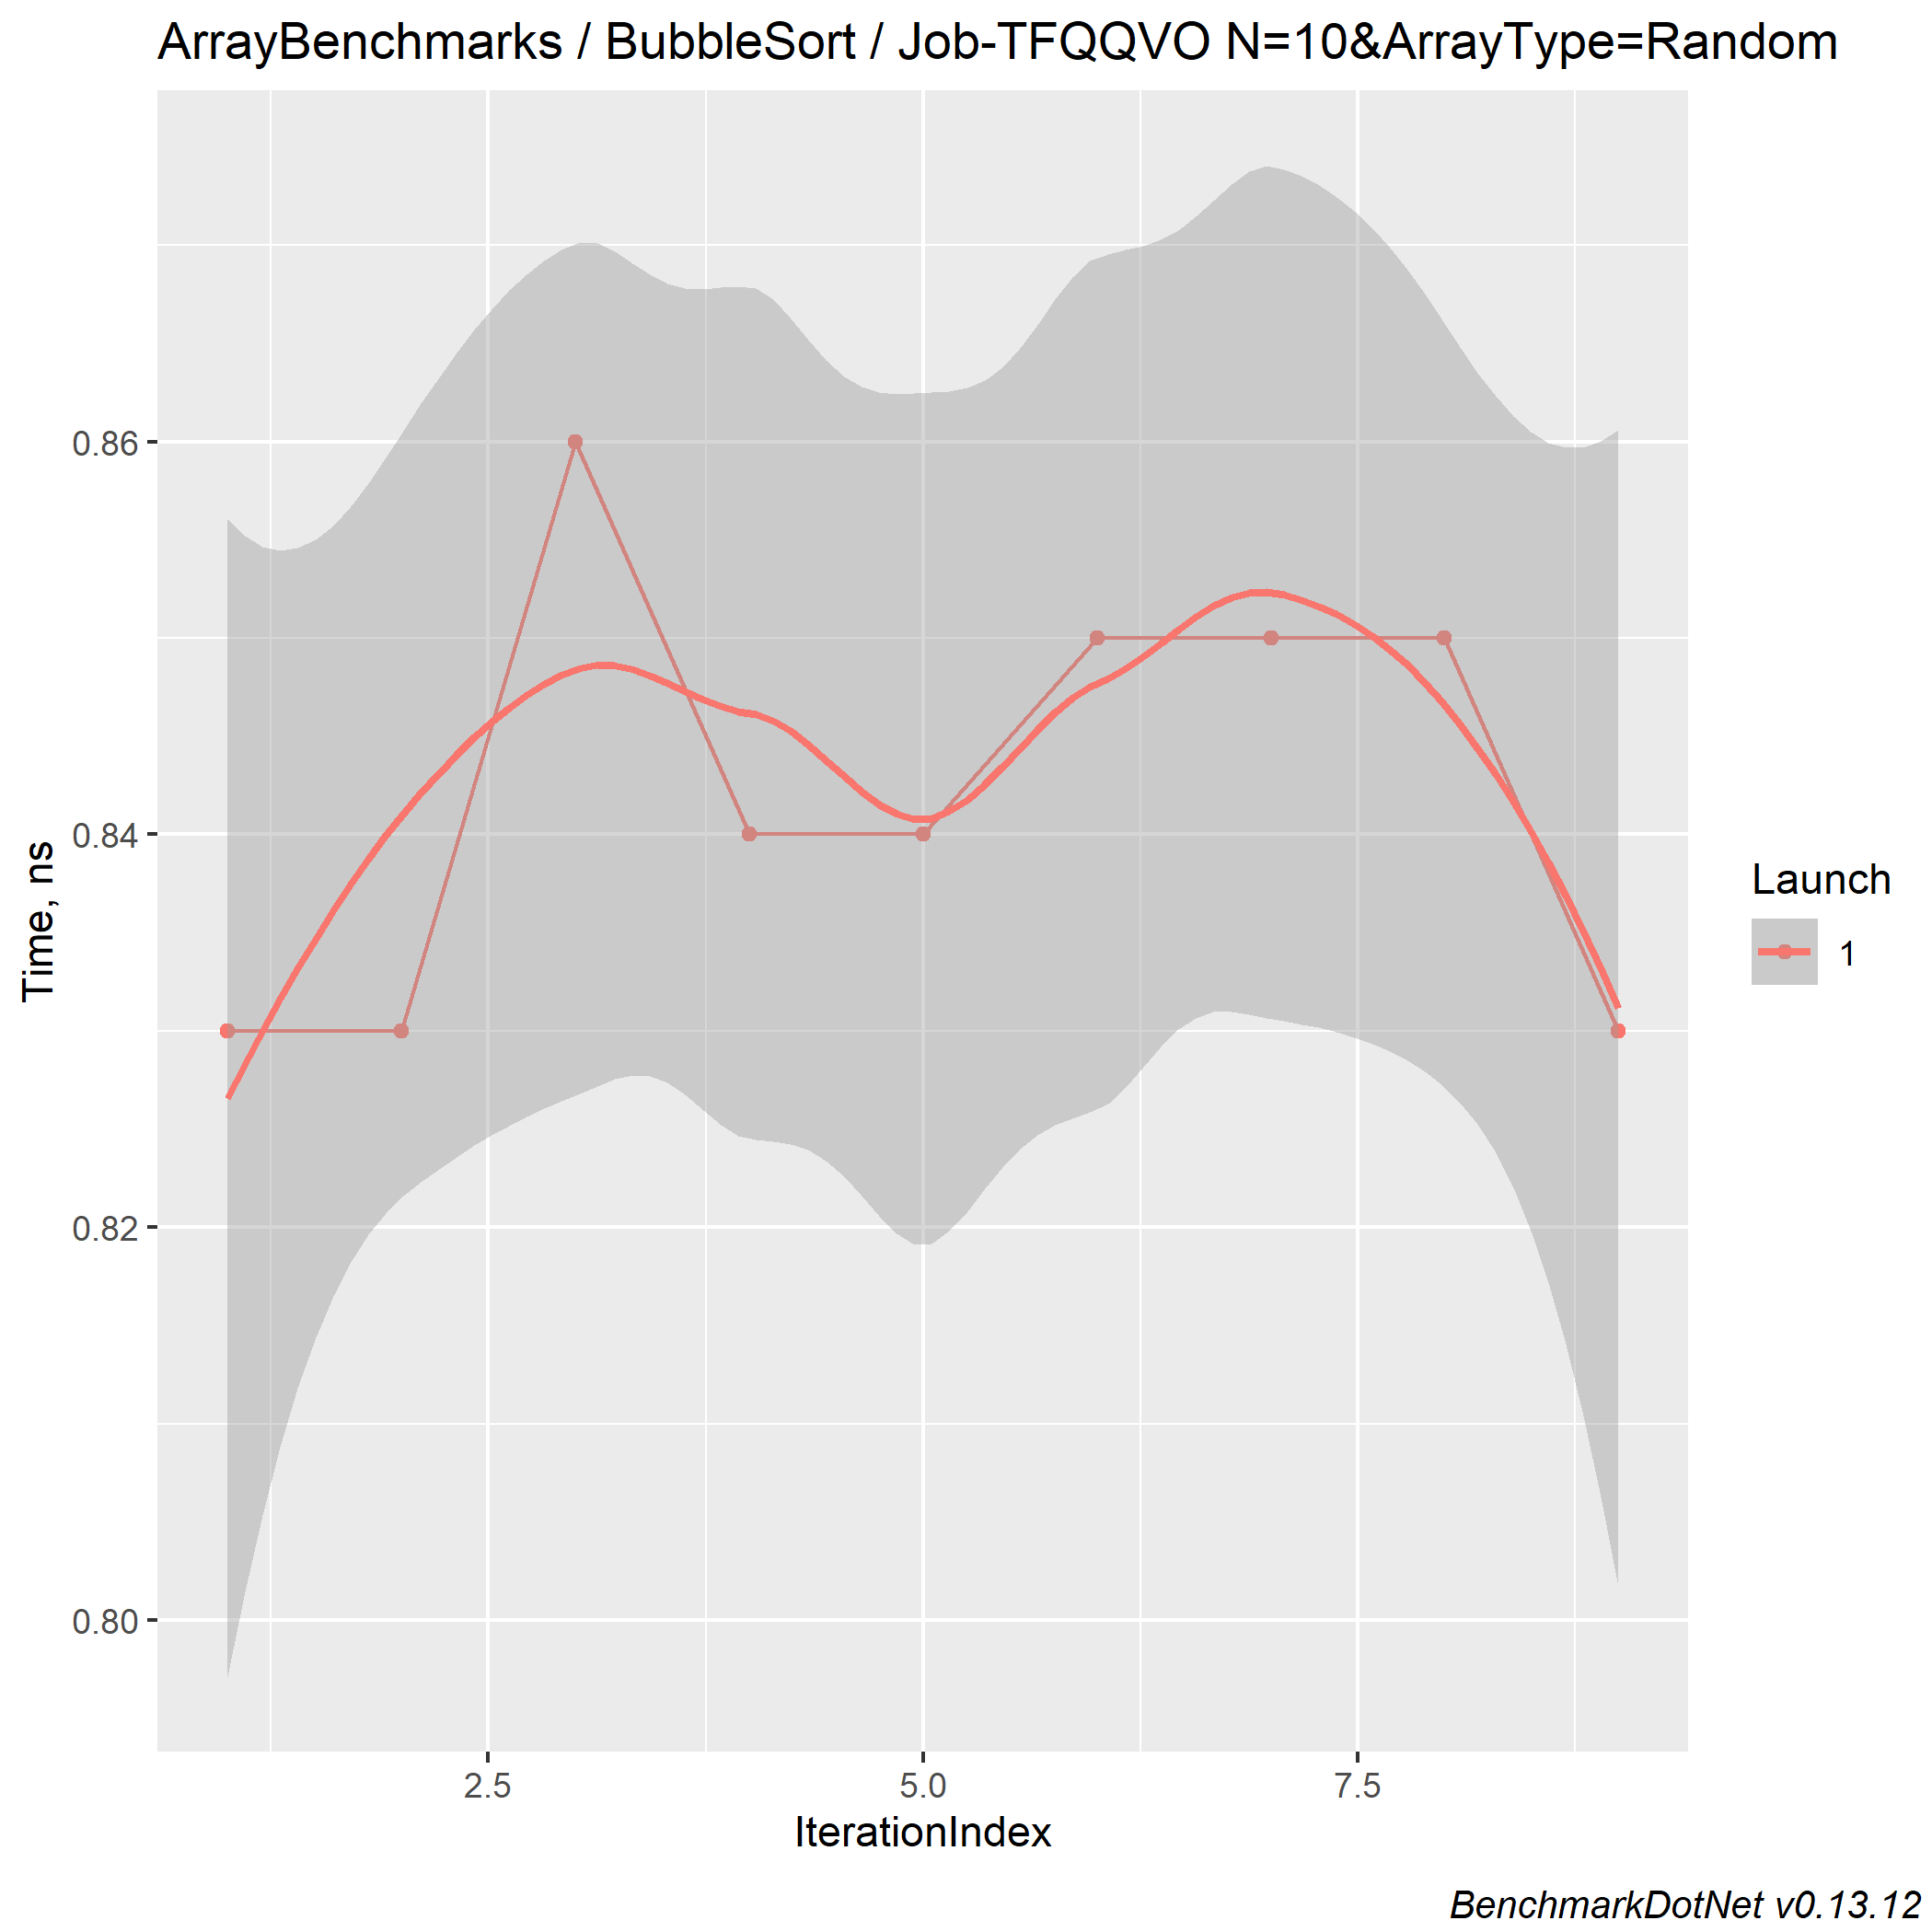 ArrayBenchmarks / BubbleSort / Job-TFQQVO N=10&ArrayType=Random
0.86
0.84
0.82
0.80
Time, ns
2.5 5.0 7.5
IterationIndex
Launch
1
BenchmarkDotNet v0.13.12